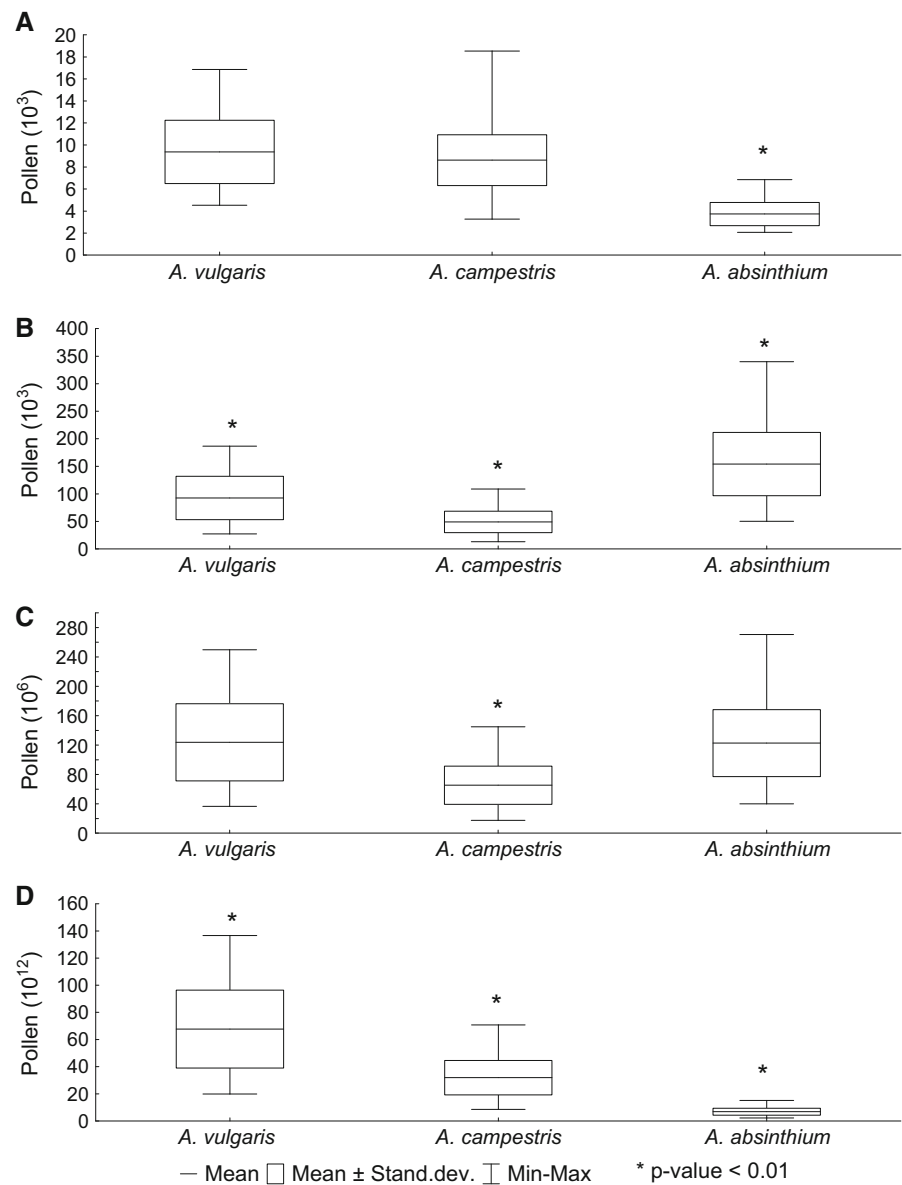 A
Pollen (10³)
20
18
16
14
12
10
8
6
4
2
0
*
A. vulgaris A. campestris A. absinthium
B
Pollen (10³)
400
350
300
250
200
150
100
50
0
* * *
A. vulgaris A. campestris A. absinthium
C
Pollen (10⁶)
280
240
200
160
120
80
40
0
*
A. vulgaris A. campestris A. absinthium
D
Pollen (10¹²)
160
140
120
100
80
60
40
20
0
* * *
A. vulgaris A. campestris A. absinthium
Mean Mean ± Stand.dev. Min-Max * p-value < 0.01